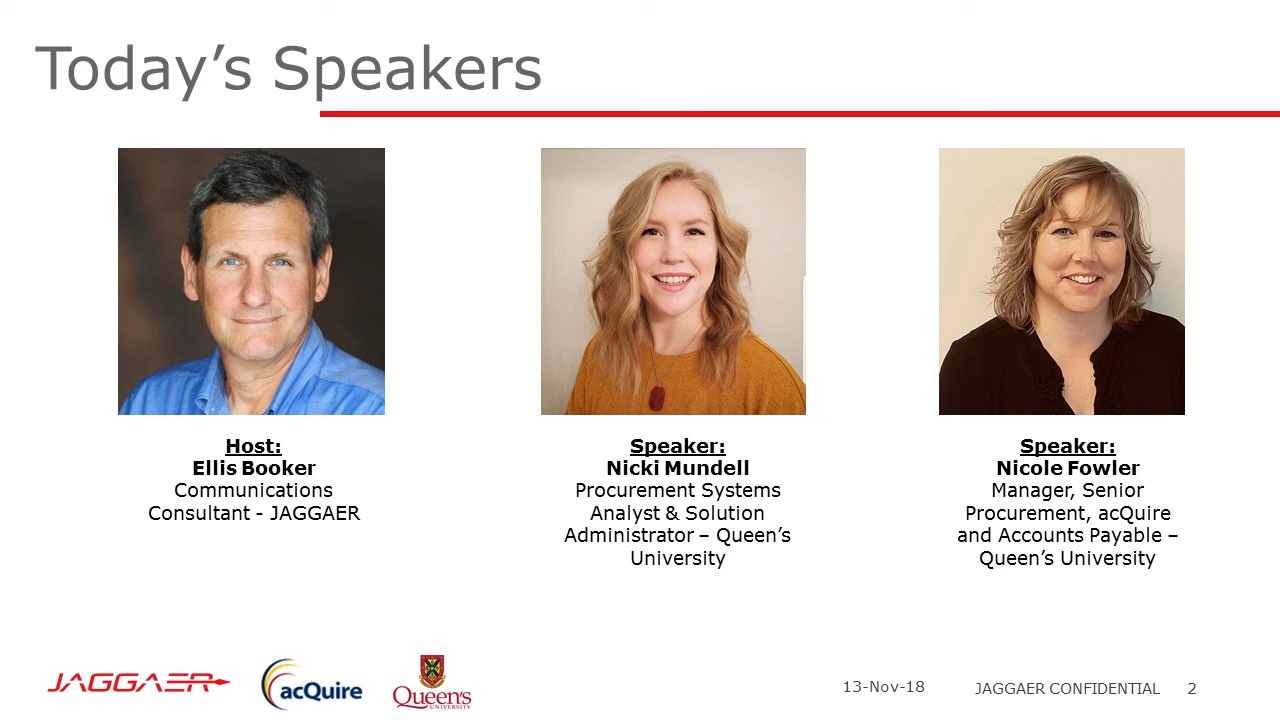 Today’s Speakers
Host:
Ellis Booker
Communications
Consultant - JAGGAER
Speaker:
Nicki Mundell
Procurement Systems
Analyst & Solution
Administrator – Queen’s
University
Speaker:
Nicole Fowler
Manager, Senior
Procurement, acQuire
and Accounts Payable –
Queen’s University
JAGGAER
acQuire
Queen's
UNIVERSITY
13-Nov-18
JAGGAER CONFIDENTIAL
2